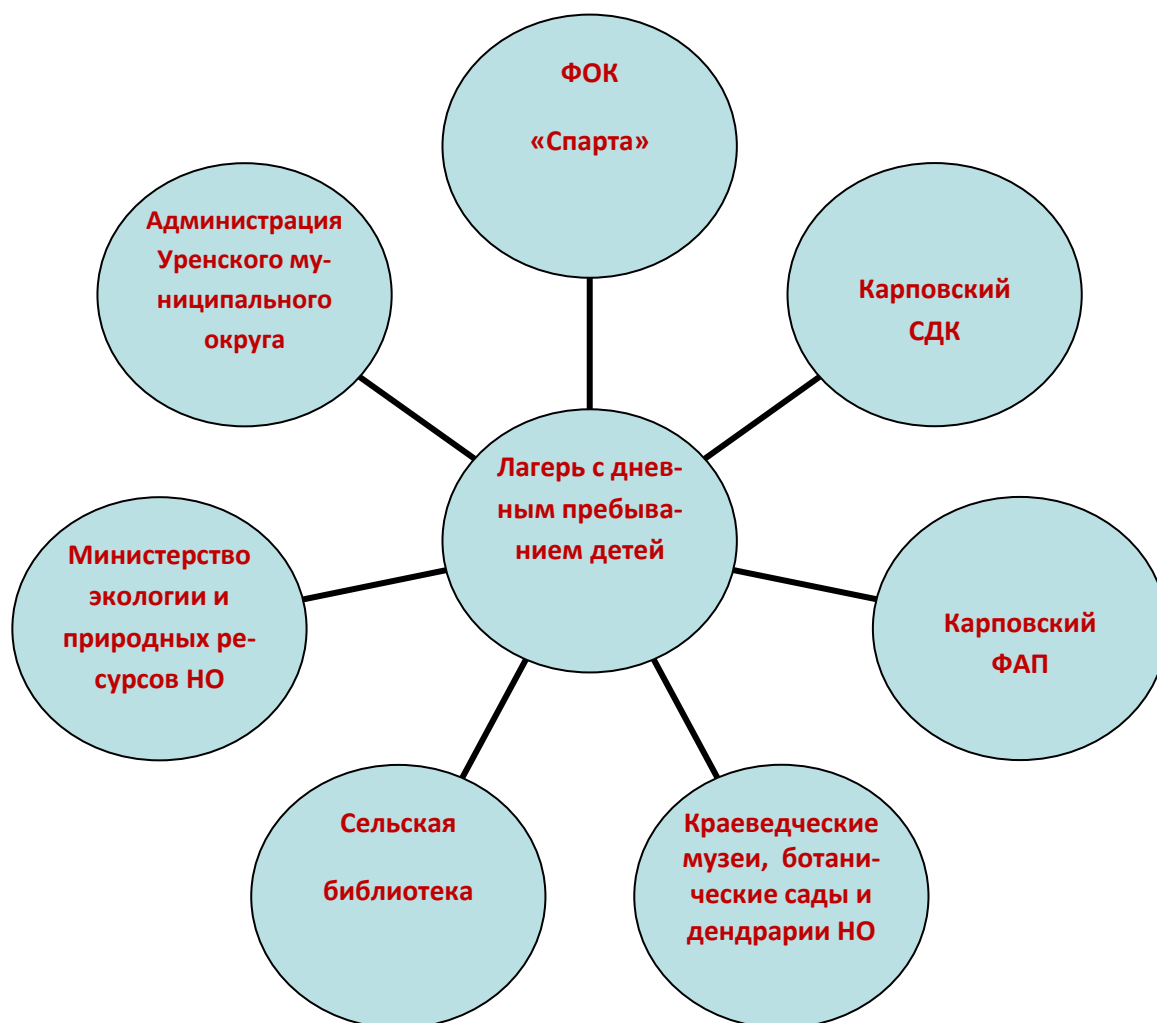 ФОК
«Спарта»
Администрация
Уренского му-
ниципального
округа
Карповский
СДК
Лагерь с днев-
ным пребыва-
нием детей
Министерство
экологии и
природных ре-
сурсов НО
Карповский
ФАП
Сельская
библиотека
Краеведческие
музеи, ботани-
ческие сады и
дендрарии НО